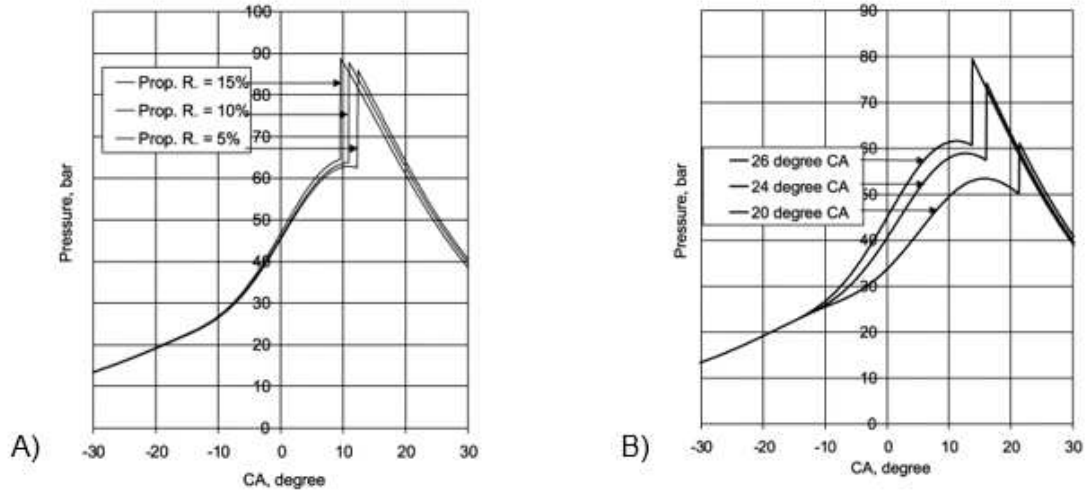 100
90
80
70
60
50
40
30
20
10
0
Prop. R. = 15%
Prop. R. = 10%
Prop. R. = 5%
Pressure, bar
-30 -20 -10 0 10 20 30
CA, degree
A)
90
80
70
60
50
40
30
20
10
0
26 degree CA
24 degree CA
20 degree CA
Pressure, bar
-30 -20 -10 0 10 20 30
CA, degree
B)